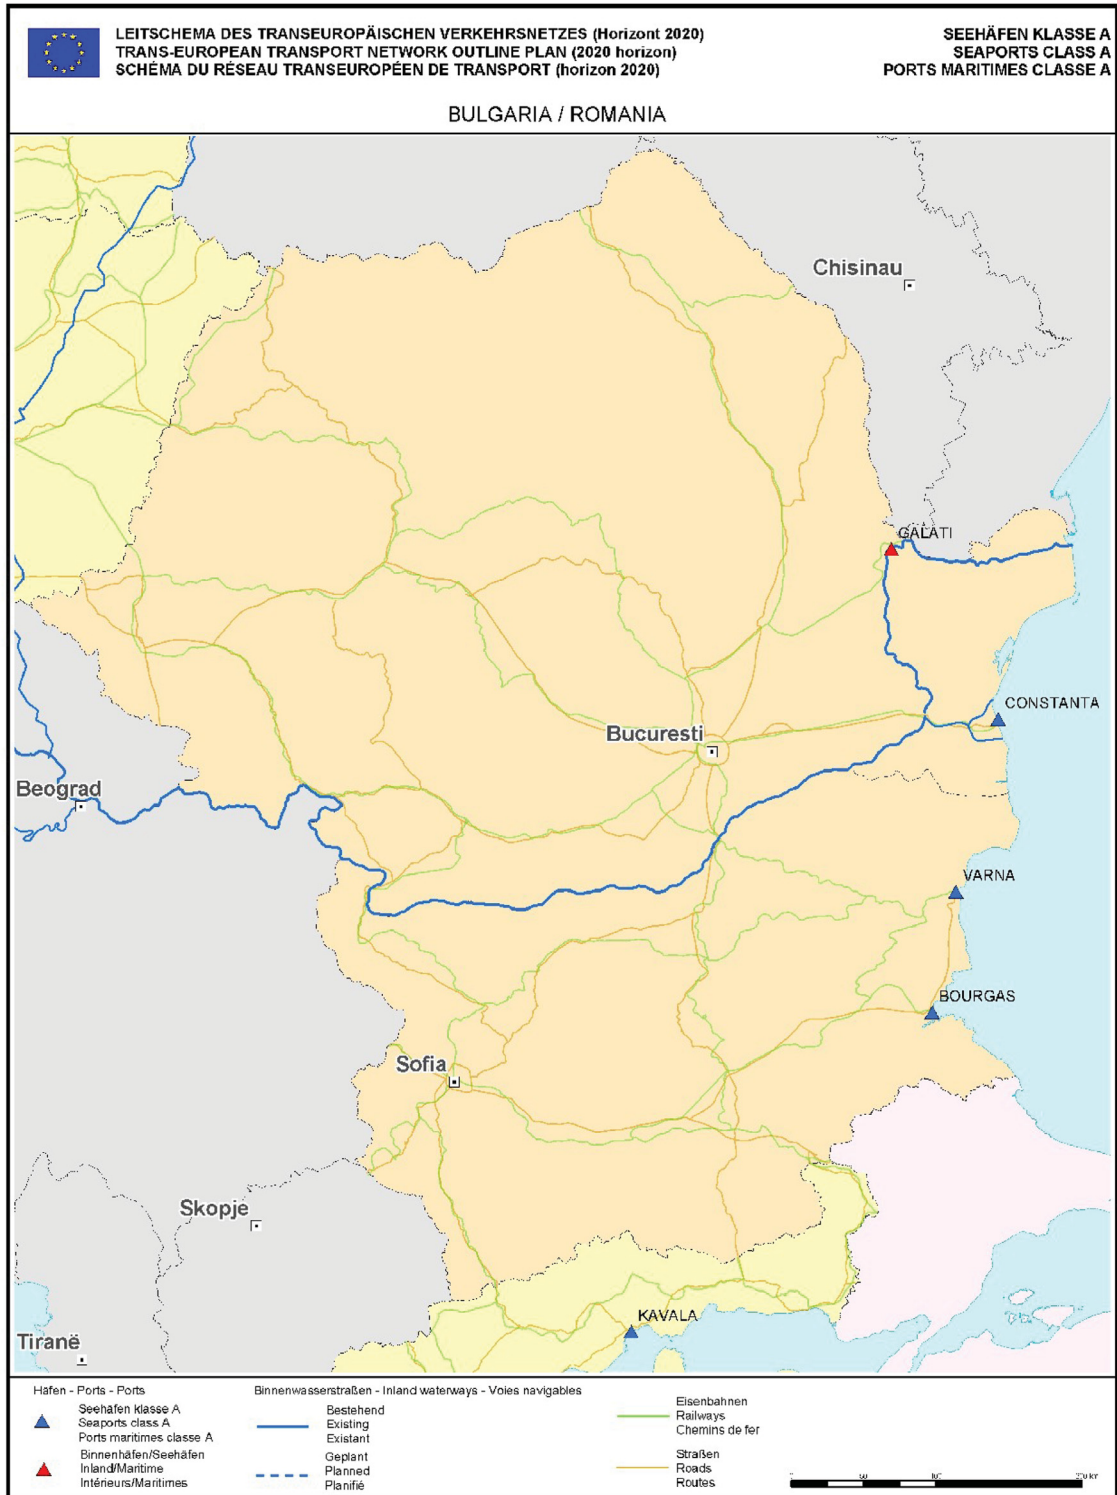 LEITSCHEMA DES TRANSEUROPÄISCHEN VERKEHRSNETZES (Horizont 2020)
TRANS-EUROPEAN TRANSPORT NETWORK OUTLINE PLAN (2020 horizon)
SCHÉMA DU RÉSEAU TRANSEUROPÉEN DE TRANSPORT (horizon 2020)
SEEHÄFEN KLASSE A
SEAPORTS CLASS A
PORTS MARITIMES CLASSE A
BULGARIA / ROMANIA
Chisinau
GALATI
CONSTANTA
Bucuresti
Beograd
VARNA
BOURGAS
Sofia
Skopje
KAVALA
Tiranë
Häfen - Ports - Ports
Seehäfen klasse A
Seaports class A
Ports maritimes classe A
Binnenhäfen/Seehäfen
Inland/Maritime
Intérieurs/Maritimes
Binnenwasserstraßen - Inland waterways - Voies navigables
Bestehend
Existing
Existant
Geplant
Planned
Planifié
Eisenbahnen
Railways
Chemins de fer
Straßen
Roads
Routes